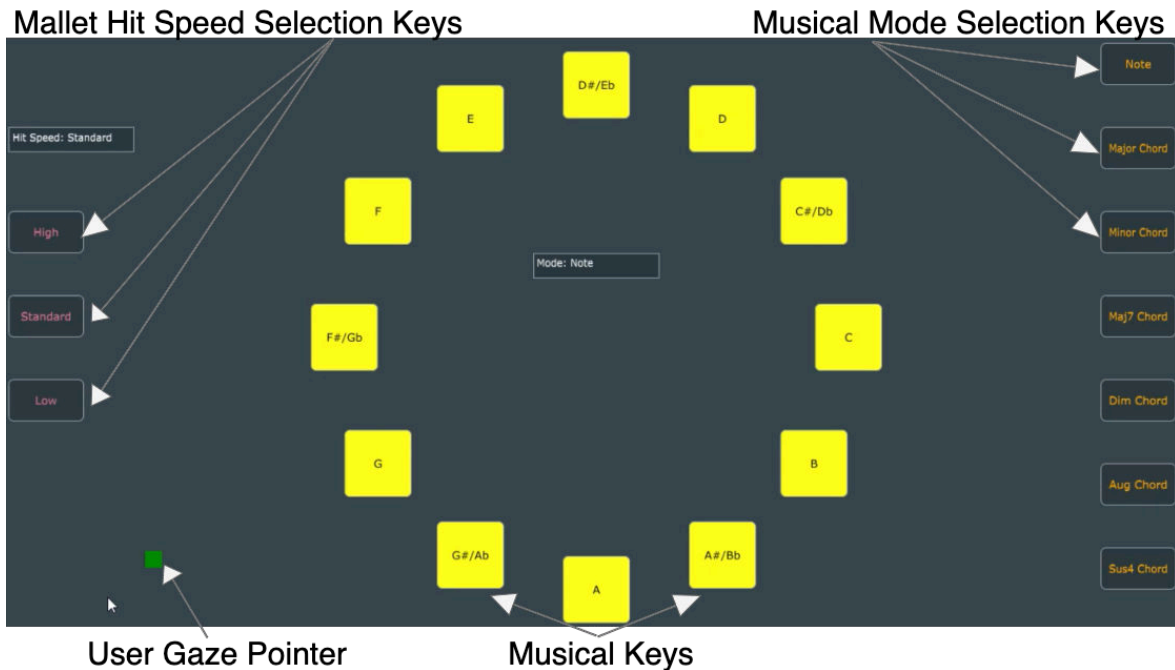 Mallet Hit Speed Selection Keys
Musical Mode Selection Keys
Note
D#/Eb
E
D
Hit Speed: Standard
Major Chord
F
C#/Db
High
Minor Chord
Mode: Note
Standard
Maj7 Chord
F#/Gb
C
Low
Dim Chord
G
B
Aug Chord
G#/Ab
A#/Bb
Sus4 Chord
A
User Gaze Pointer
Musical Keys